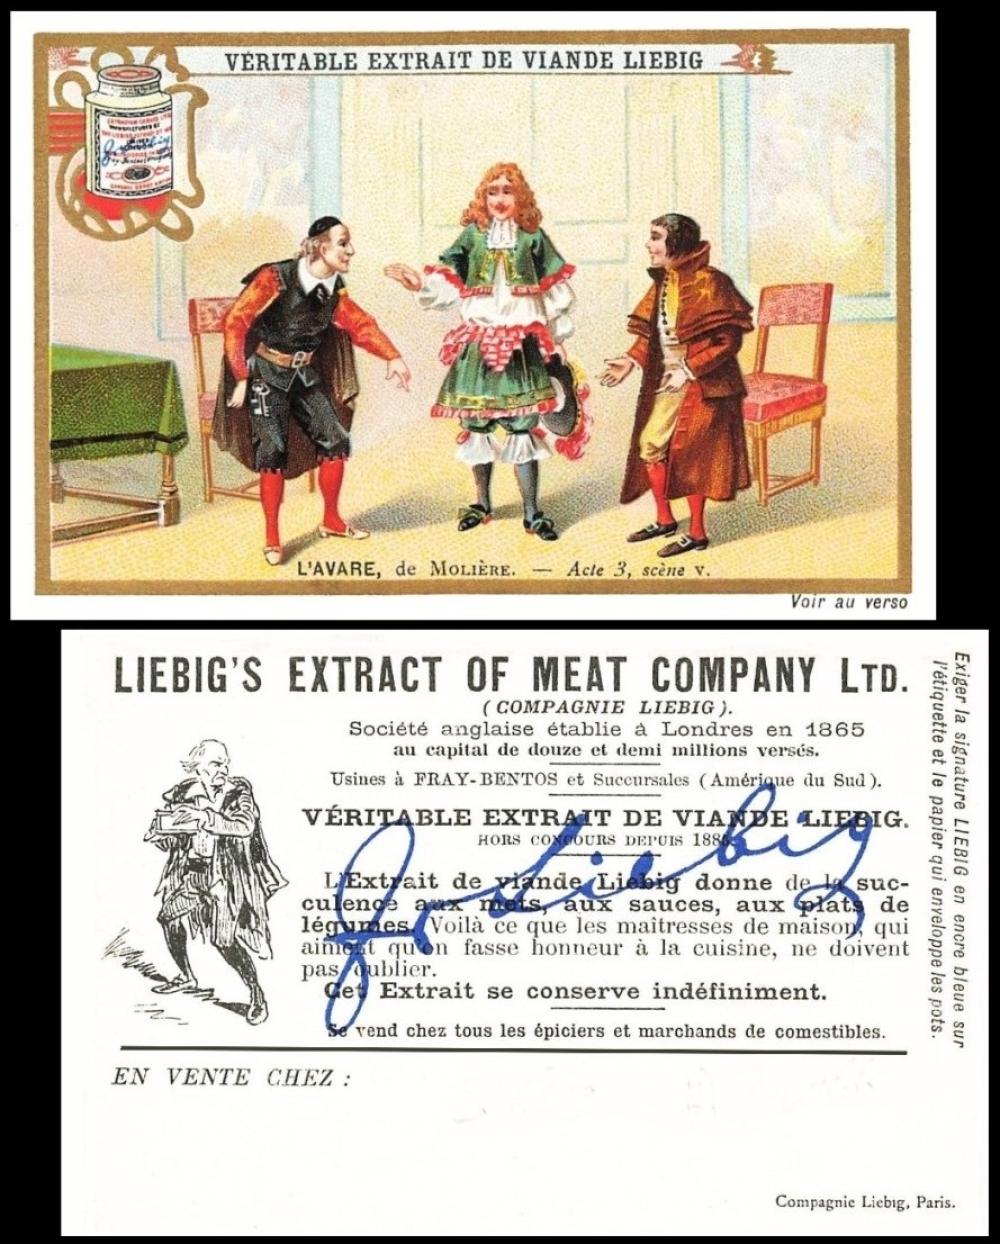 VÉRITABLE EXTRAIT DE VIANDE LIEBIG
L'AVARE, de MOLIÈRE. — Acte 3, scène v.
Voir au verso
LIEBIG'S EXTRACT OF MEAT COMPANY LTD.
(COMPAGNIE LIEBIG).
Société anglaise établie à Londres en 1865
au capital de douze et demi millions versés.
Usines à FRAY-BENTOS et Succursales (Amérique du Sud).
VÉRITABLE EXTRAIT DE VIANDE LIEBIG.
HORS CONCOURS DEPUIS 1885
L'Extrait de viande Liebig donne de la suc-
culence aux mets, aux sauces, aux plats de
légumes. Voilà ce que les maîtresses de maison, qui
aiment qu'on fasse honneur à la cuisine, ne doivent
pas oublier.
Cet Extrait se conserve indéfiniment.
Se vend chez tous les épiciers et marchands de comestibles.
Liebig
Exiger la signature LIEBIG en encre bleue sur
l'étiquette et le papier qui enveloppe les pots.
EN VENTE CHEZ :
Compagnie Liebig, Paris.